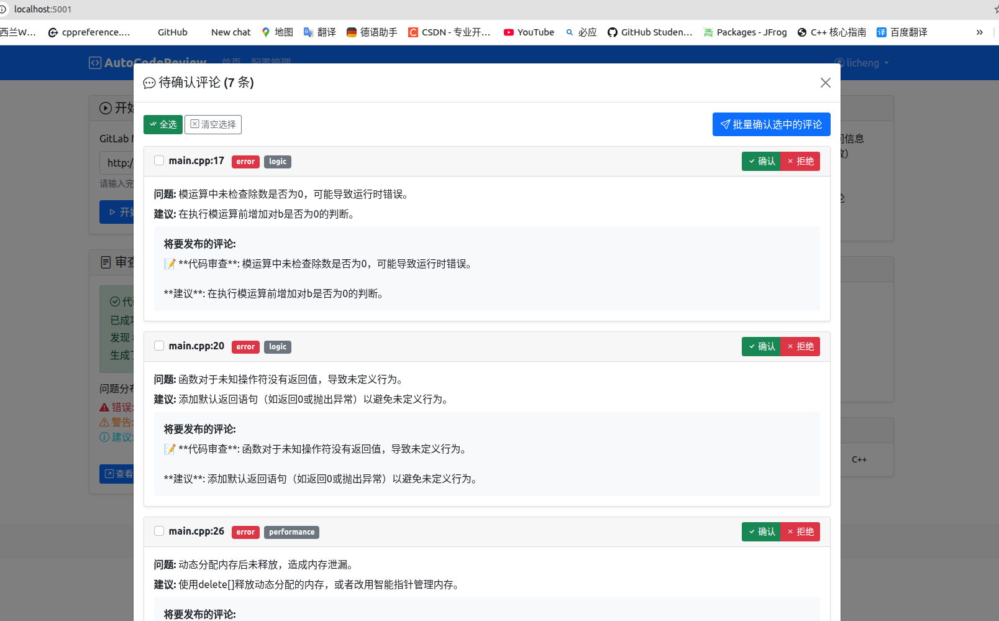 localhost:5001
西兰W... cppreference.... GitHub New chat 地图 翻译 德语助手 CSDN - 专业开... YouTube 必应 GitHub Studen... Packages - JFrog C++ 核心指南 百度翻译 »
AutoCodeReview 首页 配置管理 licheng
待确认评论 (7 条)
开始
全选 清空选择 批量确认选中的评论
GitLab M
问信息
http:/
请输入完
开始
main.cpp:17 error logic 确认 拒绝
问题: 模运算中未检查除数是否为0，可能导致运行时错误。
建议: 在执行模运算前增加对b是否为0的判断。
将要发布的评论:
📝 **代码审查**: 模运算中未检查除数是否为0，可能导致运行时错误。
**建议**: 在执行模运算前增加对b是否为0的判断。
审查
已成功
发现 8
生成了
main.cpp:20 error logic 确认 拒绝
问题: 函数对于未知操作符没有返回值，导致未定义行为。
建议: 添加默认返回语句（如返回0或抛出异常）以避免未定义行为。
将要发布的评论:
📝 **代码审查**: 函数对于未知操作符没有返回值，导致未定义行为。
**建议**: 添加默认返回语句（如返回0或抛出异常）以避免未定义行为。
问题分布
错误:
警告:
建议:
查看
C++
main.cpp:26 error performance 确认 拒绝
问题: 动态分配内存后未释放，造成内存泄漏。
建议: 使用delete[]释放动态分配的内存，或者改用智能指针管理内存。
将要发布的评论: